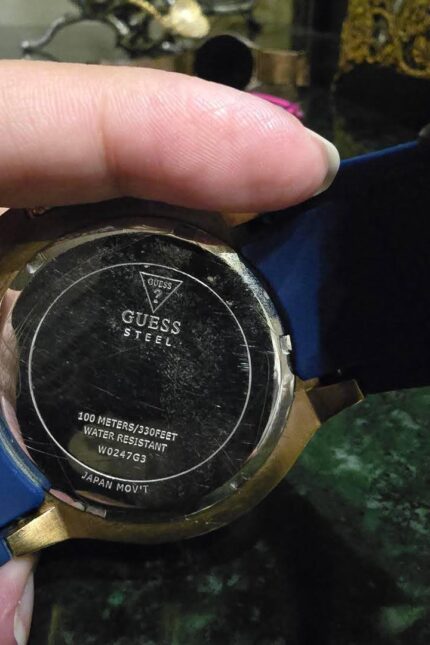 GUESS
?
GUESS
STEEL
100 METERS/330FEET
WATER RESISTANT
W0247G3
JAPAN MOV'T